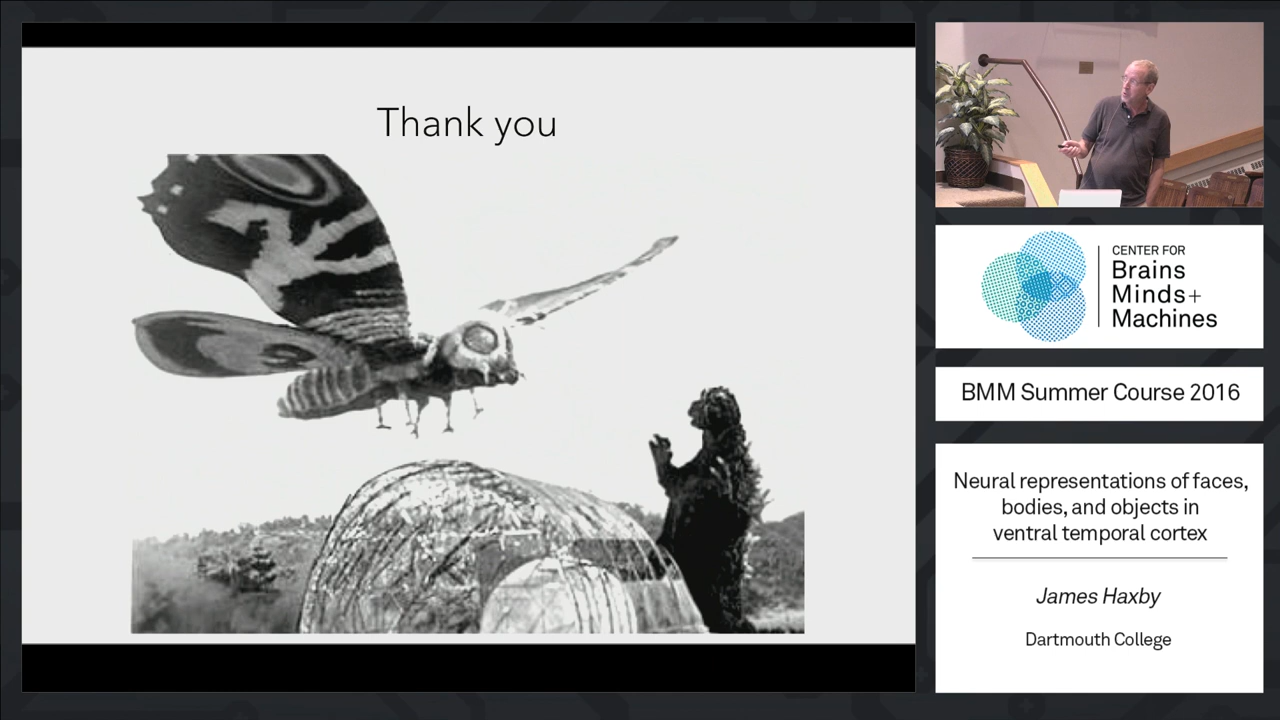 Thank you
CENTER FOR
Brains
Minds+
Machines
BMM Summer Course 2016
Neural representations of faces,
bodies, and objects in
ventral temporal cortex
James Haxby
Dartmouth College